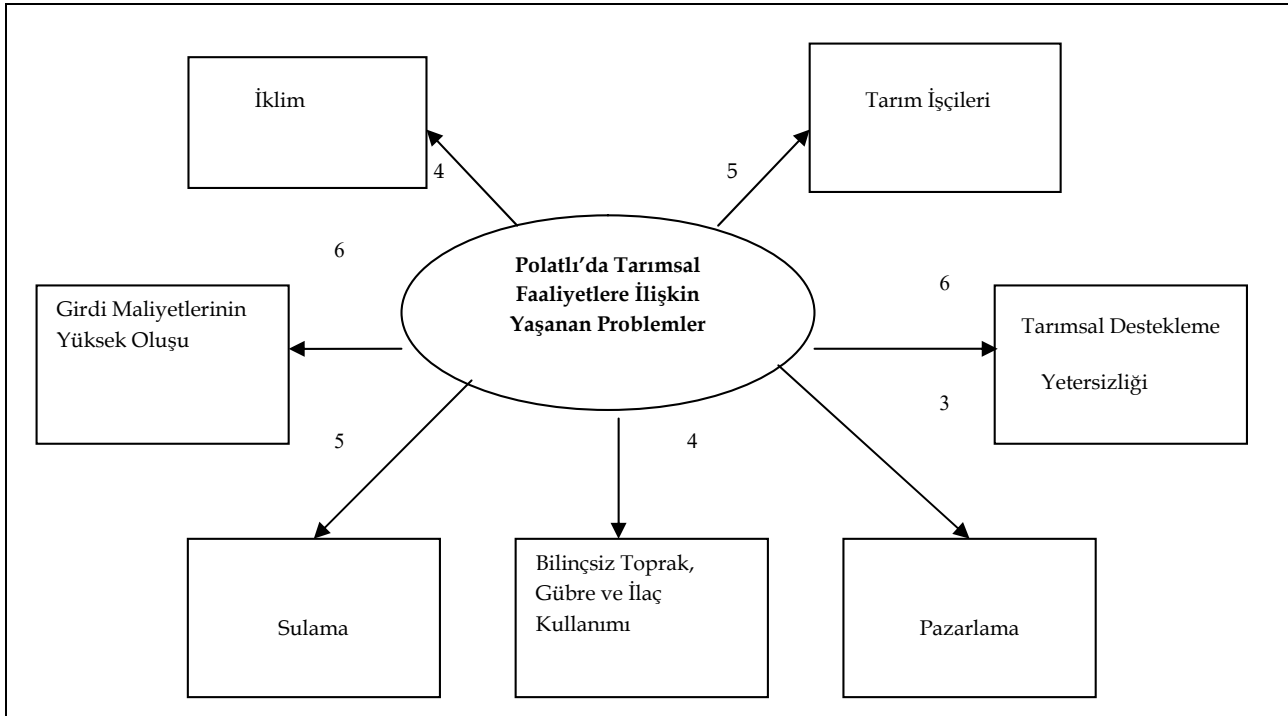 İklim
Tarım İşçileri
4
5
6
Polatlı’da Tarımsal
Faaliyetlere İlişkin
Yaşanan Problemler
6
Girdi Maliyetlerinin
Yüksek Oluşu
Tarımsal Destekleme
Yetersizliği
3
5
4
Sulama
Bilinçsiz Toprak,
Gübre ve İlaç
Kullanımı
Pazarlama